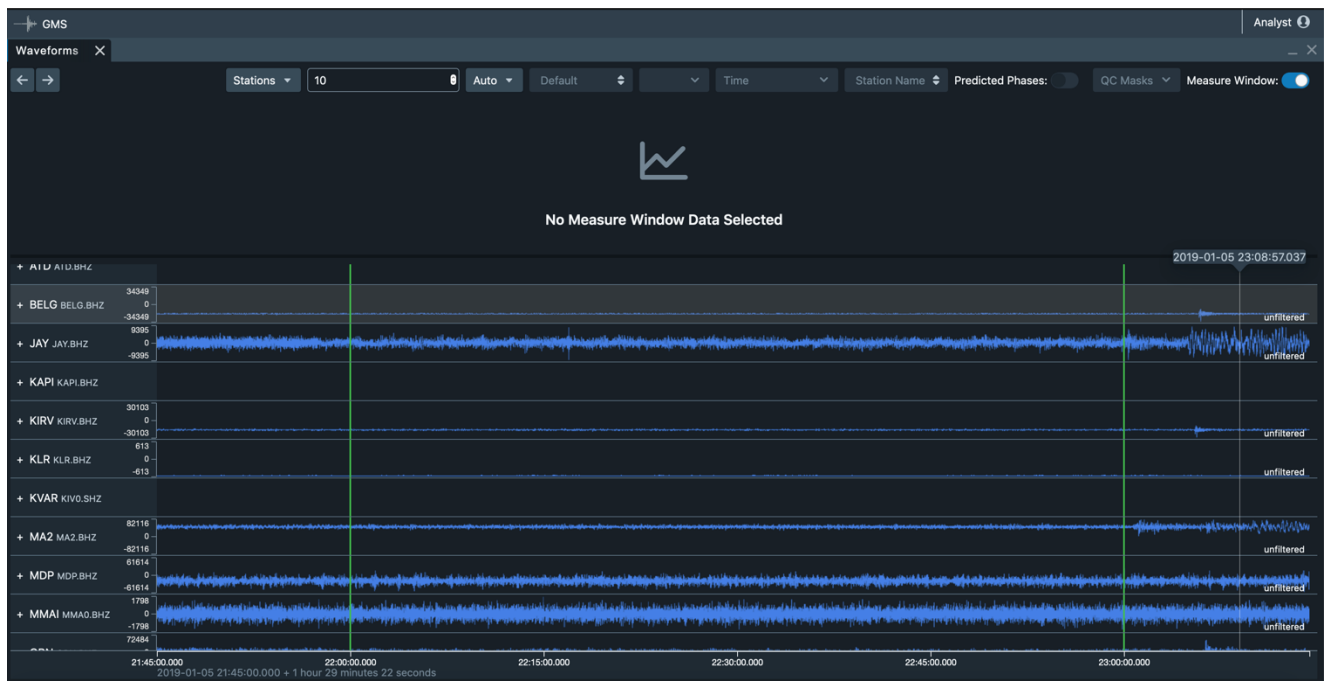 GMS
Analyst
Waveforms
Stations 10 Auto Default Time Station Name Predicted Phases: QC Masks Measure Window:
No Measure Window Data Selected
2019-01-05 23:08:57.037
+ ATD ATD.BHZ
34349
+ BELG BELG.BHZ 0
-34349
unfiltered
9395
+ JAY JAY.BHZ 0
-9395
unfiltered
+ KAPI KAPI.BHZ
30103
+ KIRV KIRV.BHZ 0
-30103
unfiltered
613
+ KLR KLR.BHZ 0
-613
unfiltered
+ KVAR KIV0.SHZ
82116
+ MA2 MA2.BHZ 0
-82116
unfiltered
61614
+ MDP MDP.BHZ 0
-61614
unfiltered
1798
+ MMAI MMA0.BHZ 0
-1798
unfiltered
72484
21:45:00.000 22:00:00.000 22:15:00.000 22:30:00.000 22:45:00.000 23:00:00.000
2019-01-05 21:45:00.000 + 1 hour 29 minutes 22 seconds